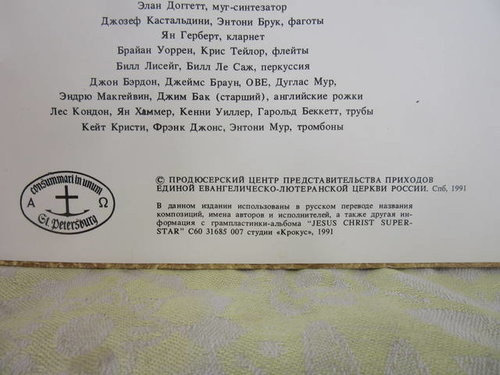 Элан Доггетт, муг-синтезатор
Джозеф Кастальдини, Энтони Брук, фаготы
Ян Герберт, кларнет
Брайан Уоррен, Крис Тейлор, флейты
Билл Лисейг, Билл Ле Саж, перкуссия
Джон Бэрдон, Джеймс Браун, ОВЕ, Дуглас Мур,
Эндрю Макгейвин, Джим Бак (старший), английские рожки
Лес Кондон, Ян Хаммер, Кенни Уиллер, Гарольд Беккетт, трубы
Кейт Кристи, Фрэнк Джонс, Энтони Мур, тромбоны
consummari in unum
Α Ω
St. Petersburg
© ПРОДЮСЕРСКИЙ ЦЕНТР ПРЕДСТАВИТЕЛЬСТВА ПРИХОДОВ
ЕДИНОЙ ЕВАНГЕЛИЧЕСКО-ЛЮТЕРАНСКОЙ ЦЕРКВИ РОССИИ. Спб, 1991
В данном издании использованы в русском переводе названия
композиций, имена авторов и исполнителей, а также другая ин-
формация с грампластинки-альбома "JESUS CHRIST SUPER-
STAR" С60 31685 007 студии «Крокус», 1991